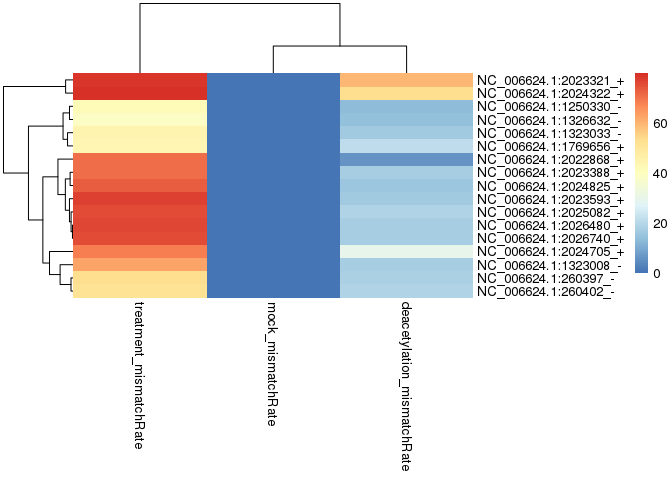 NC_006624.1:2023321_+
NC_006624.1:2024322_+
NC_006624.1:1250330_-
NC_006624.1:1326632_-
NC_006624.1:1323033_-
NC_006624.1:1769656_+
NC_006624.1:2022868_+
NC_006624.1:2023388_+
NC_006624.1:2024825_+
NC_006624.1:2023593_+
NC_006624.1:2025082_+
NC_006624.1:2026480_+
NC_006624.1:2026740_+
NC_006624.1:2024705_+
NC_006624.1:1323008_-
NC_006624.1:260397_-
NC_006624.1:260402_-
60
40
20
0
treatment_mismatchRate
mock_mismatchRate
deacetylation_mismatchRate